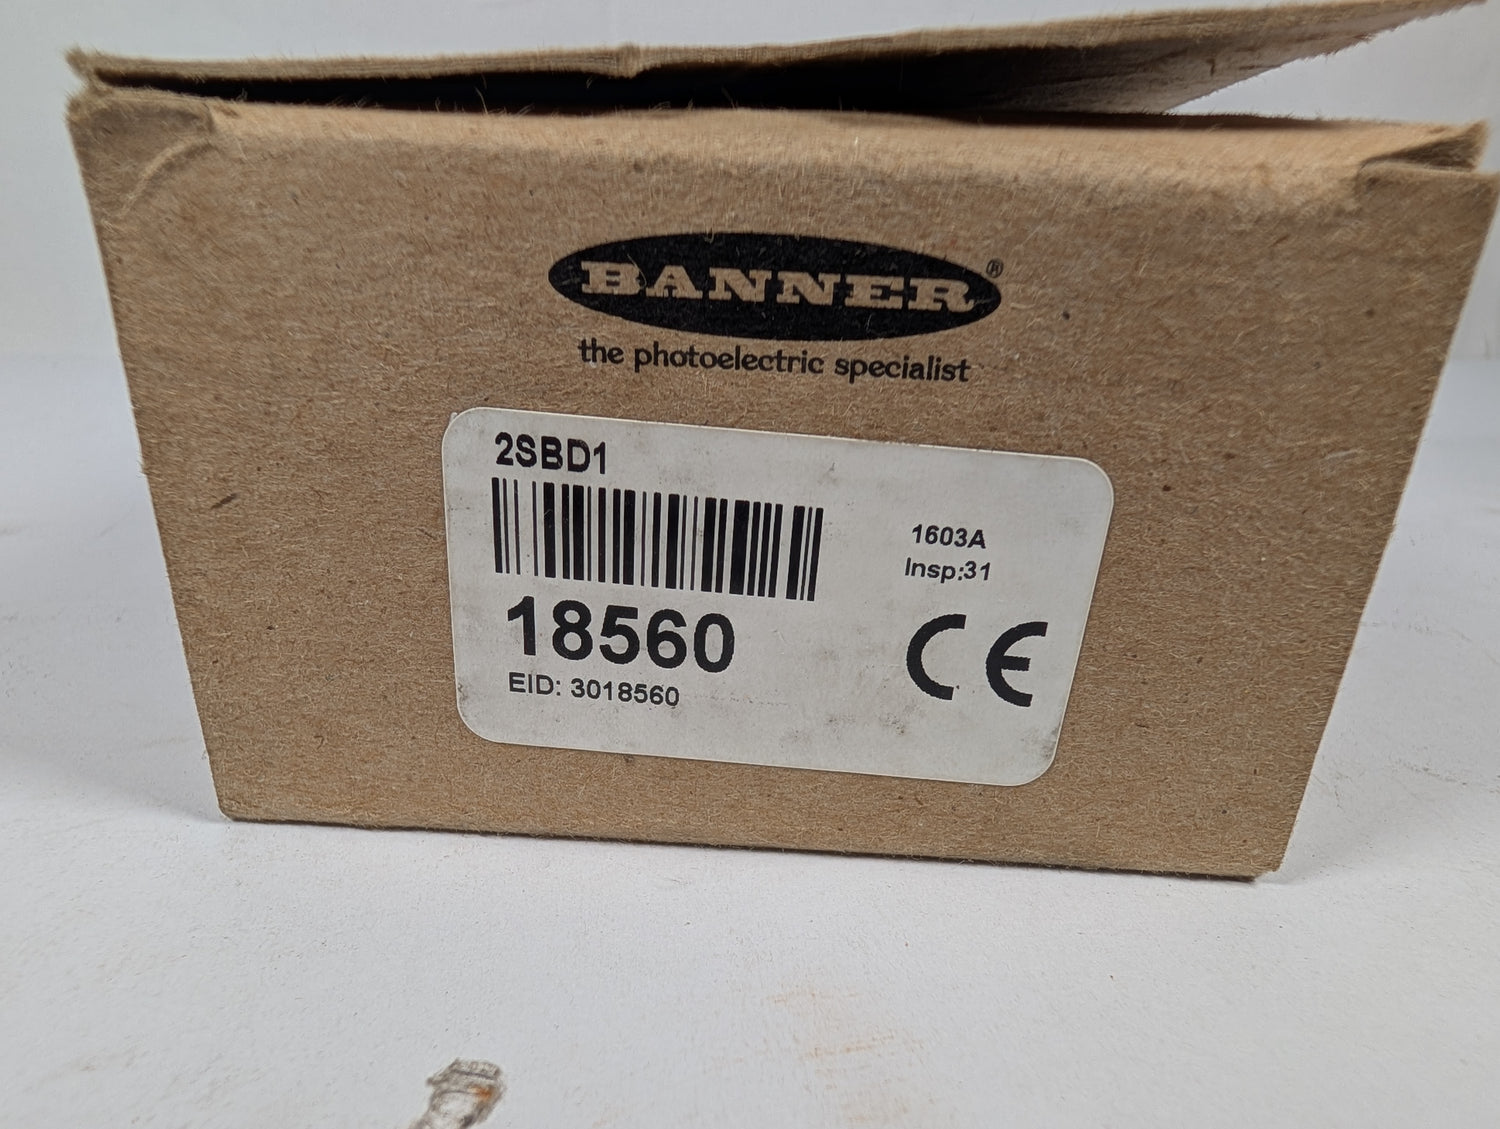 BANNER®
the photoelectric specialist
2SBD1
1603A
Insp:31
18560
EID: 3018560
CE